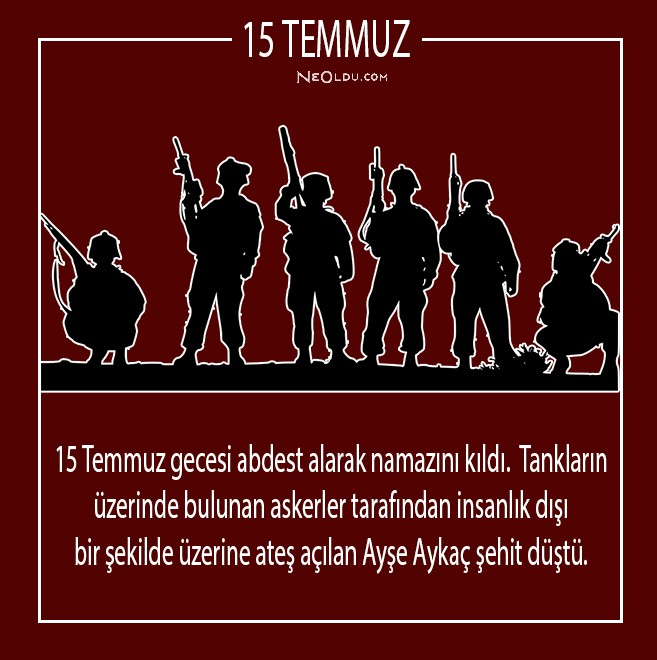 15 TEMMUZ
NEOLDU.COM
15 Temmuz gecesi abdest alarak namazını kıldı. Tankların
üzerinde bulunan askerler tarafından insanlık dışı
bir şekilde üzerine ateş açılan Ayşe Aykaç şehit düştü.